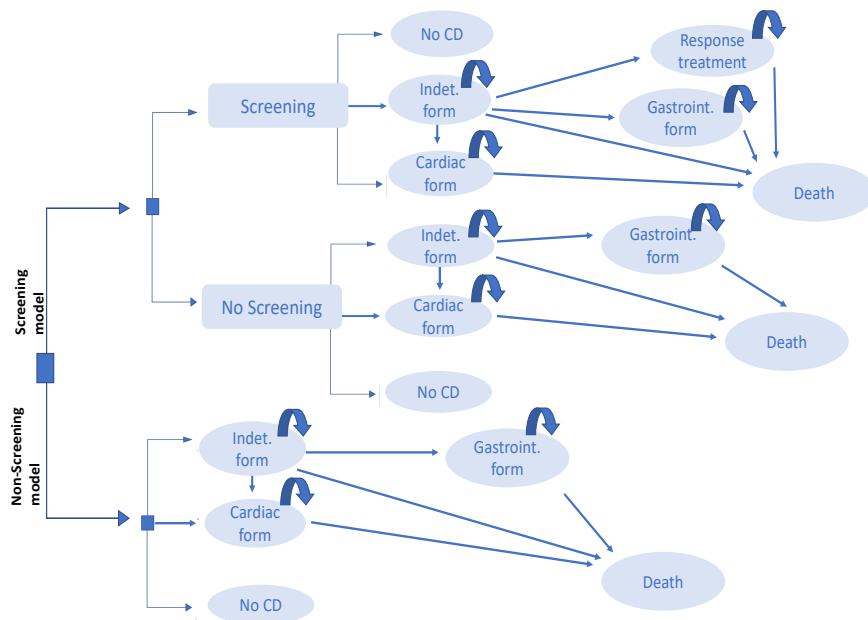 No CD
Response
treatment
Indet.
form
Screening
Gastroint.
form
Cardiac
form
Death
Indet.
form
Gastroint.
form
No Screening
Cardiac
form
Death
No CD
Screening
model
Non-Screening
model
Indet.
form
Gastroint.
form
Cardiac
form
Death
No CD